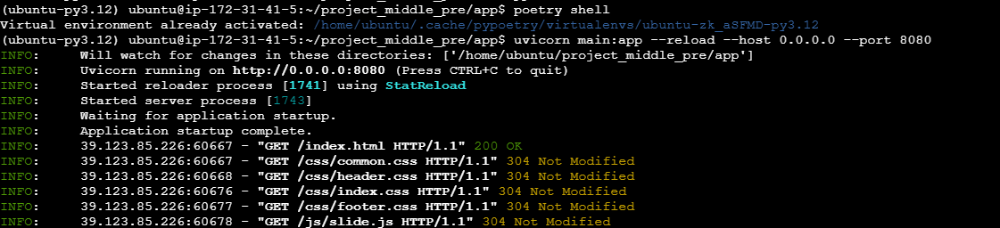 (ubuntu-py3.12) ubuntu@ip-172-31-41-5:~/project_middle_pre/app$ poetry shell
Virtual environment already activated: /home/ubuntu/.cache/pypoetry/virtualenvs/ubuntu-zk_aSFMD-py3.12
(ubuntu-py3.12) ubuntu@ip-172-31-41-5:~/project_middle_pre/app$ uvicorn main:app --reload --host 0.0.0.0 --port 8080
INFO:     Will watch for changes in these directories: ['/home/ubuntu/project_middle_pre/app']
INFO:     Uvicorn running on http://0.0.0.0:8080 (Press CTRL+C to quit)
INFO:     Started reloader process [1741] using StatReload
INFO:     Started server process [1743]
INFO:     Waiting for application startup.
INFO:     Application startup complete.
INFO:     39.123.85.226:60667 - "GET /index.html HTTP/1.1" 200 OK
INFO:     39.123.85.226:60667 - "GET /css/common.css HTTP/1.1" 304 Not Modified
INFO:     39.123.85.226:60668 - "GET /css/header.css HTTP/1.1" 304 Not Modified
INFO:     39.123.85.226:60676 - "GET /css/index.css HTTP/1.1" 304 Not Modified
INFO:     39.123.85.226:60677 - "GET /css/footer.css HTTP/1.1" 304 Not Modified
INFO:     39.123.85.226:60678 - "GET /js/slide.js HTTP/1.1" 304 Not Modified